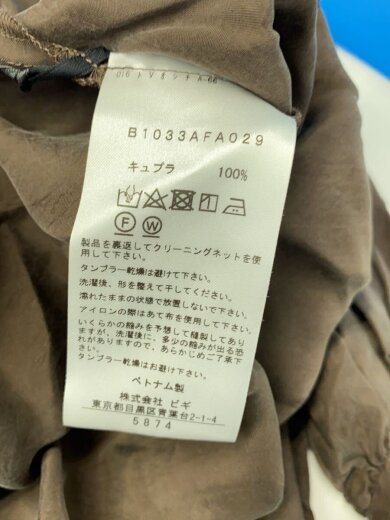 B1033AFA029
キュプラ 100%
F W
製品を裏返してクリーニングネットを使
用して下さい。
タンブラー乾燥は避けて下さい。
洗濯後、形を整えて干してください。
濡れたままの状態で放置しないで下さい。
アイロンの際はあて布を使用して下さい。
いくらかの縮みを予想して縫製してあり
ますが、洗濯後に、多少の縮みが出る恐
れがありますので、あらかじめご了承下
さい。
タンブラー乾燥はお避け下さい。
ベトナム製
株式会社 ビギ
東京都目黒区青葉台2-1-4
5874